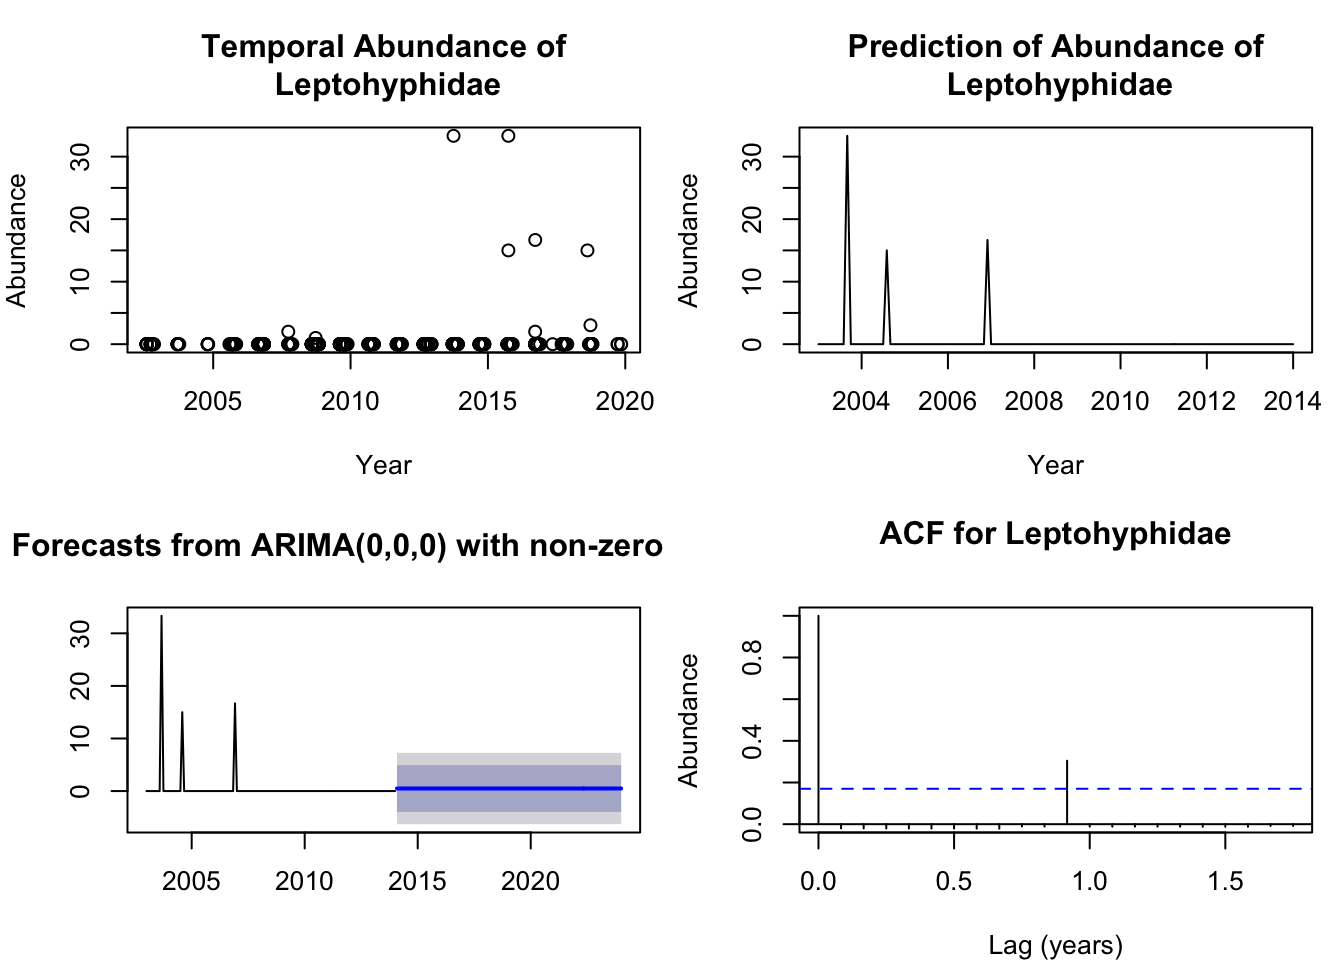 Temporal Abundance of
Leptohyphidae
Abundance
0
10
20
30
2005
2010
2015
2020
Year
Prediction of Abundance of
Leptohyphidae
Abundance
0
10
20
30
2004
2006
2008
2010
2012
2014
Year
Forecasts from ARIMA(0,0,0) with non-zero
0
10
20
30
2005
2010
2015
2020
ACF for Leptohyphidae
Abundance
0.0
0.4
0.8
0.0
0.5
1.0
1.5
Lag (years)